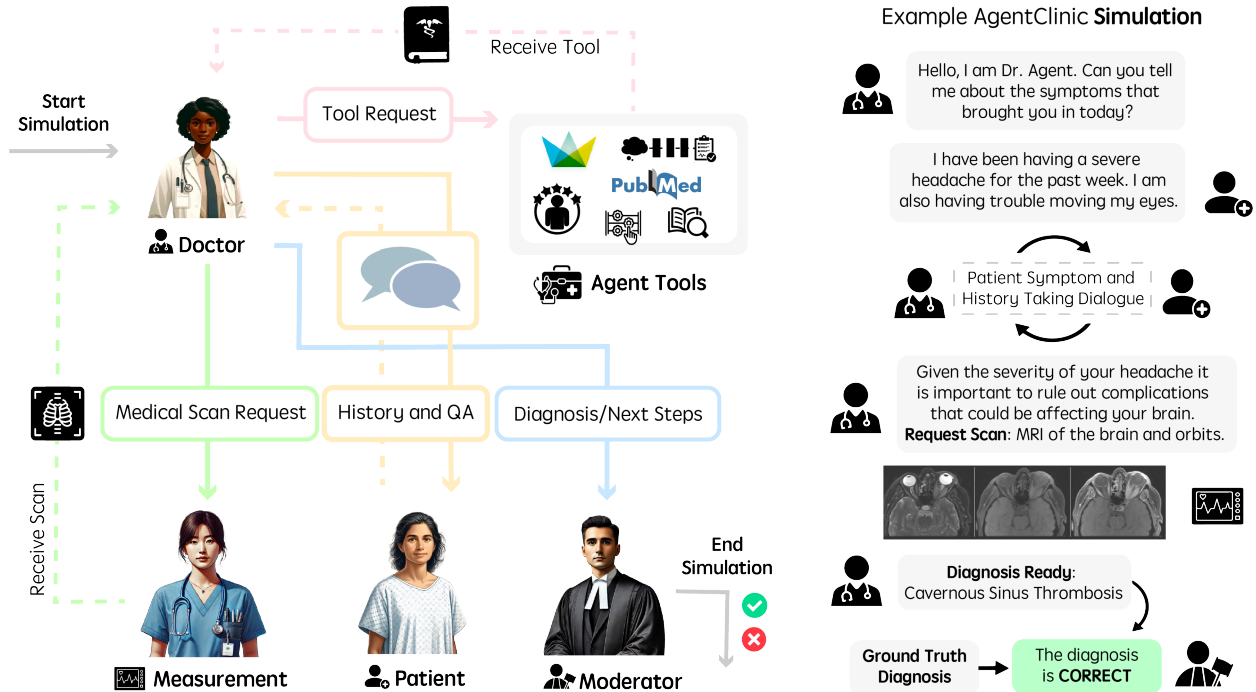 Receive Tool
Start
Simulation
Tool Request
PubMed
Doctor
Agent Tools
Medical Scan Request
History and QA
Diagnosis/Next Steps
Receive Scan
End
Simulation
Measurement
Patient
Moderator
Example AgentClinic Simulation
Hello, I am Dr. Agent. Can you tell
me about the symptoms that
brought you in today?
I have been having a severe
headache for the past week. I am
also having trouble moving my eyes.
Patient Symptom and
History Taking Dialogue
Given the severity of your headache it
is important to rule out complications
that could be affecting your brain.
Request Scan: MRI of the brain and orbits.
Diagnosis Ready:
Cavernous Sinus Thrombosis
Ground Truth
Diagnosis
The diagnosis
is CORRECT